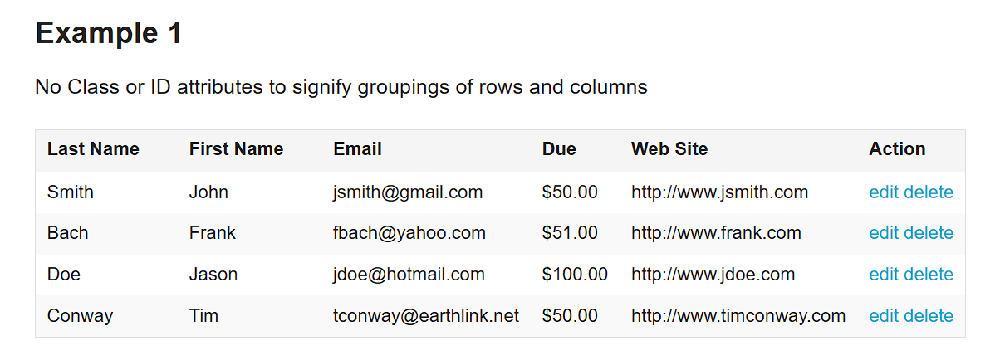 Example 1
No Class or ID attributes to signify groupings of rows and columns
Last Name First Name Email Due Web Site Action
Smith John jsmith@gmail.com $50.00 http://www.jsmith.com edit delete
Bach Frank fbach@yahoo.com $51.00 http://www.frank.com edit delete
Doe Jason jdoe@hotmail.com $100.00 http://www.jdoe.com edit delete
Conway Tim tconway@earthlink.net $50.00 http://www.timconway.com edit delete